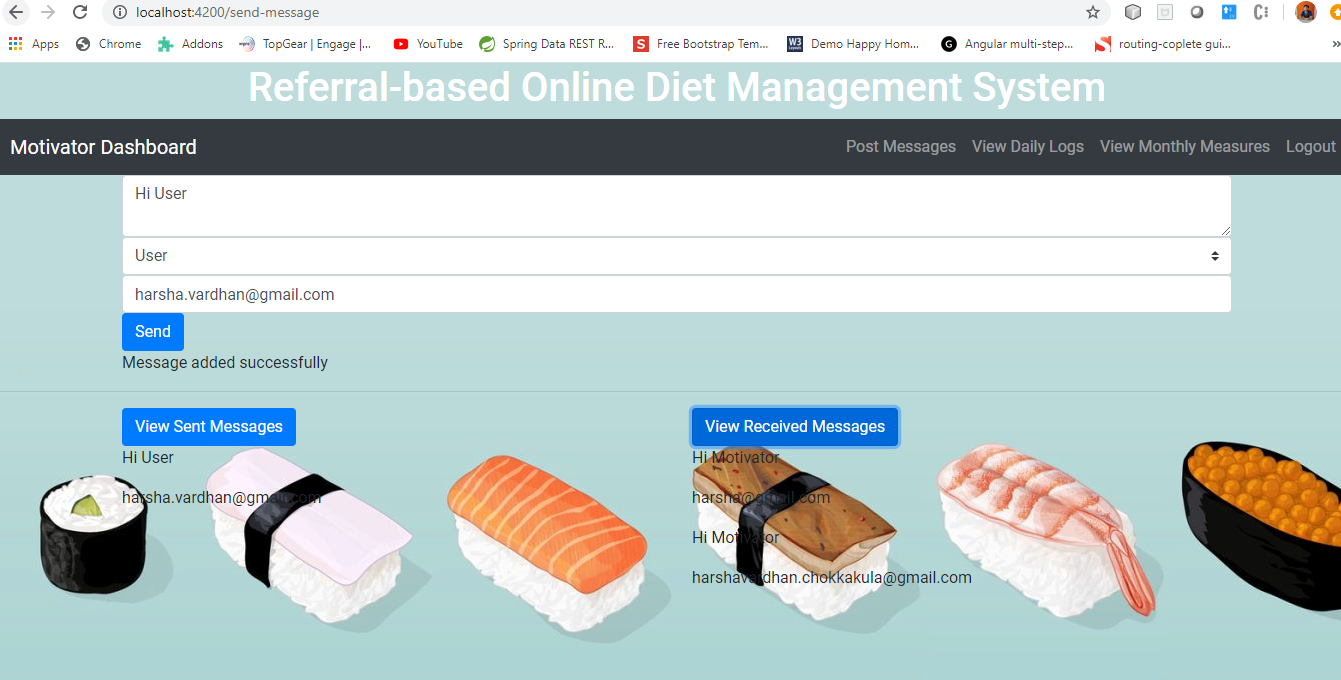 localhost:4200/send-message
Apps Chrome Addons TopGear | Engage |... YouTube Spring Data REST R... S Free Bootstrap Tem... W3 Demo Happy Hom... G Angular multi-step... routing-coplete gui... »
Referral-based Online Diet Management System
Motivator Dashboard Post Messages View Daily Logs View Monthly Measures Logout
Hi User
User
harsha.vardhan@gmail.com
Send
Message added successfully
View Sent Messages View Received Messages
Hi User Hi Motivator
harsha.vardhan@gmail.com harsha@gmail.com
Hi Motivator
harshavardhan.chokkakula@gmail.com